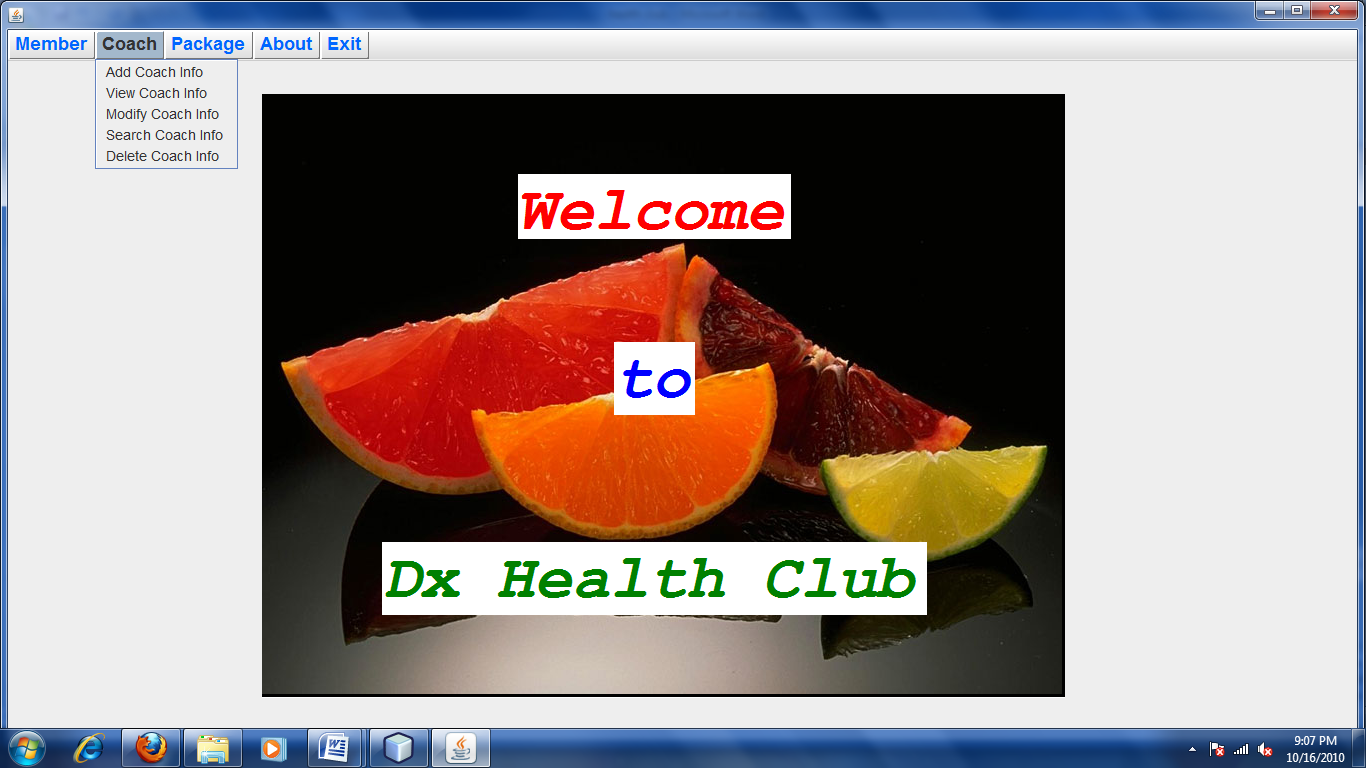 Member Coach Package About Exit
Add Coach Info
View Coach Info
Modify Coach Info
Search Coach Info
Delete Coach Info
Welcome
to
Dx Health Club
9:07 PM
10/16/2010